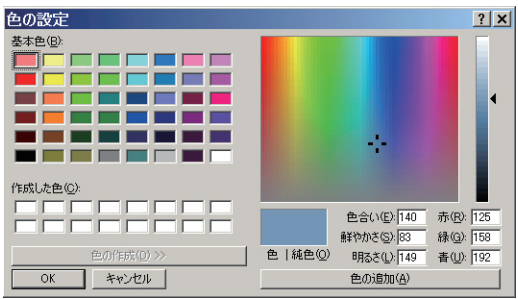 色の設定
基本色(B):
作成した色(C):
色の作成(D) >>
OK キャンセル
色 | 純色(O)
色合い(E): 140 赤(R): 125
鮮やかさ(S): 83 緑(G): 158
明るさ(L): 149 青(U): 192
色の追加(A)